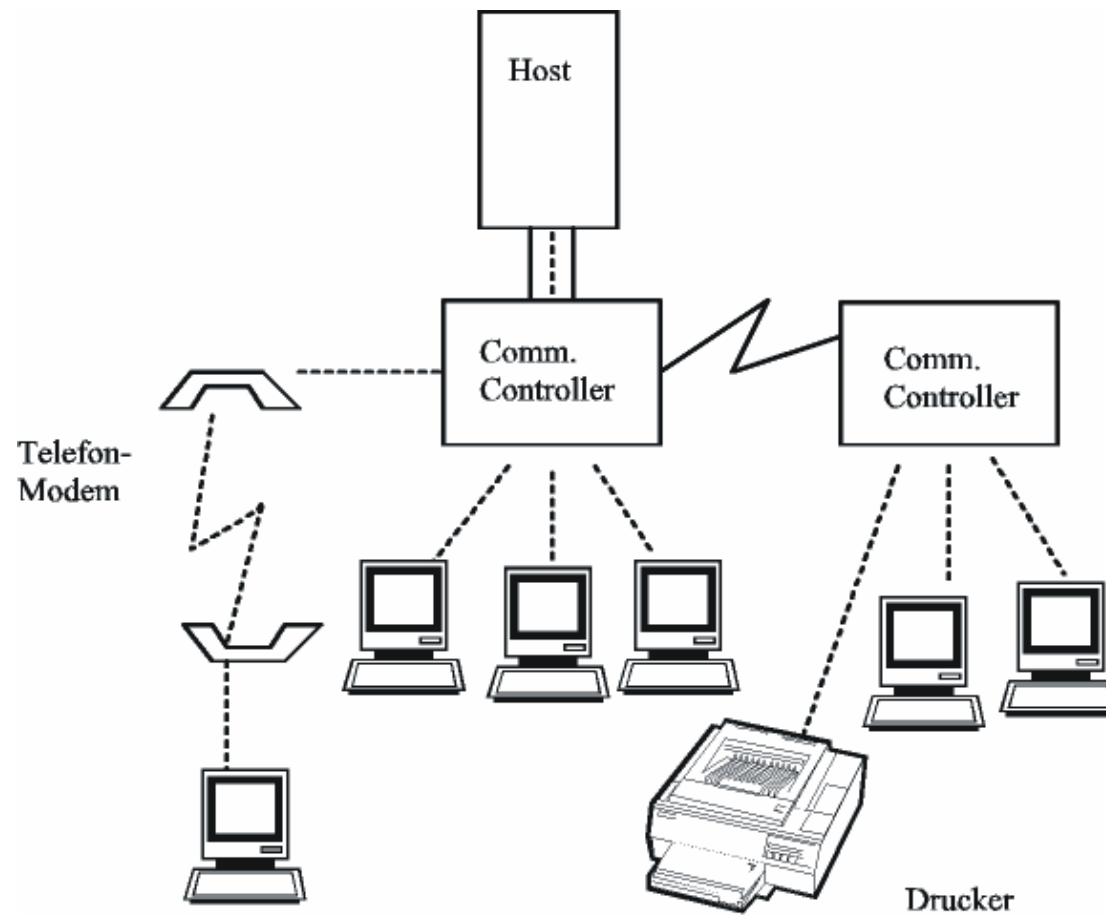 Host
Comm.
Controller
Comm.
Controller
Telefon-
Modem
Drucker